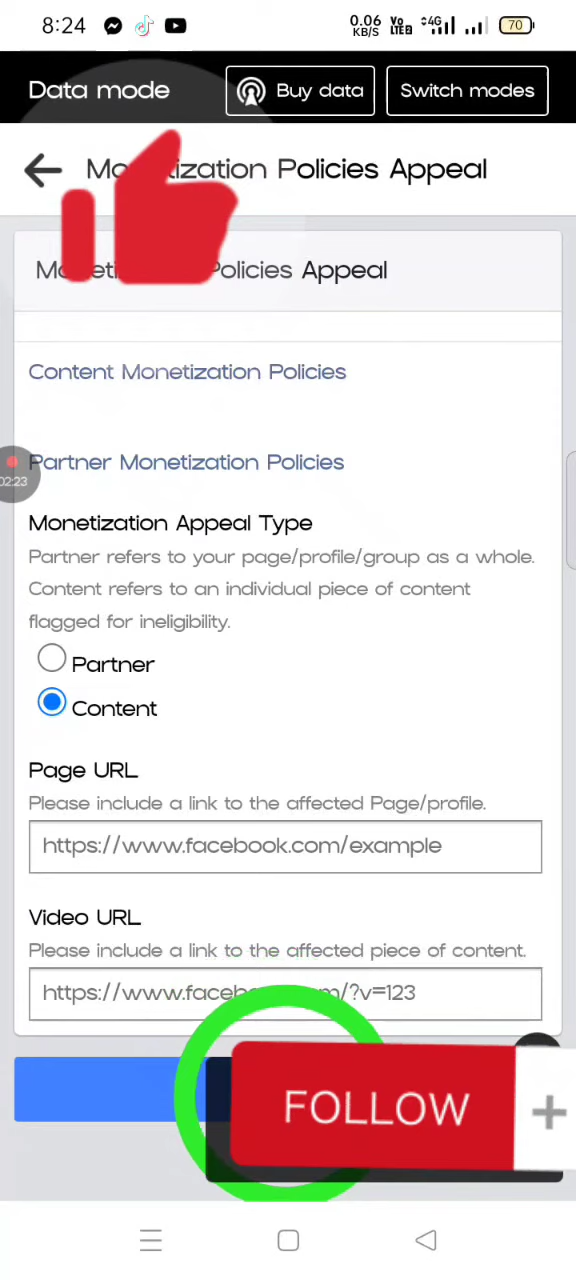 8:24 0.06 KB/S Vo LTE2 4G 70
Data mode Buy data Switch modes
Policies Appeal
Policies Appeal
Content Monetization Policies
Partner Monetization Policies
02:23
Monetization Appeal Type
Partner refers to your page/profile/group as a whole.
Content refers to an individual piece of content
flagged for ineligibility.
Partner
Content
Page URL
Please include a link to the affected Page/profile.
https://www.facebook.com/example
Video URL
Please include a link to the affected piece of content.
/?v=123
FOLLOW +